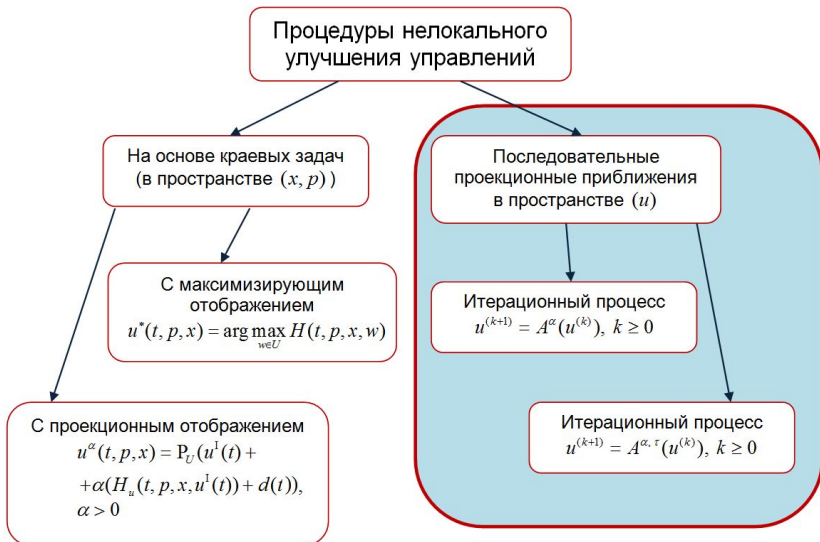 Процедуры нелокального
улучшения управлений
На основе краевых задач
(в пространстве (x, p) )
Последовательные
проекционные приближения
в пространстве (u)
С максимизирующим
отображением
u*(t, p, x) = arg max H(t, p, x, w)
w∈U
Итерационный процесс
u^(k+1) = A^α(u^(k)), k ≥ 0
С проекционным отображением
u^α(t, p, x) = P_U(u^I(t) +
+α(H_u(t, p, x, u^I(t)) + d(t)),
α > 0
Итерационный процесс
u^(k+1) = A^α, τ(u^(k)), k ≥ 0